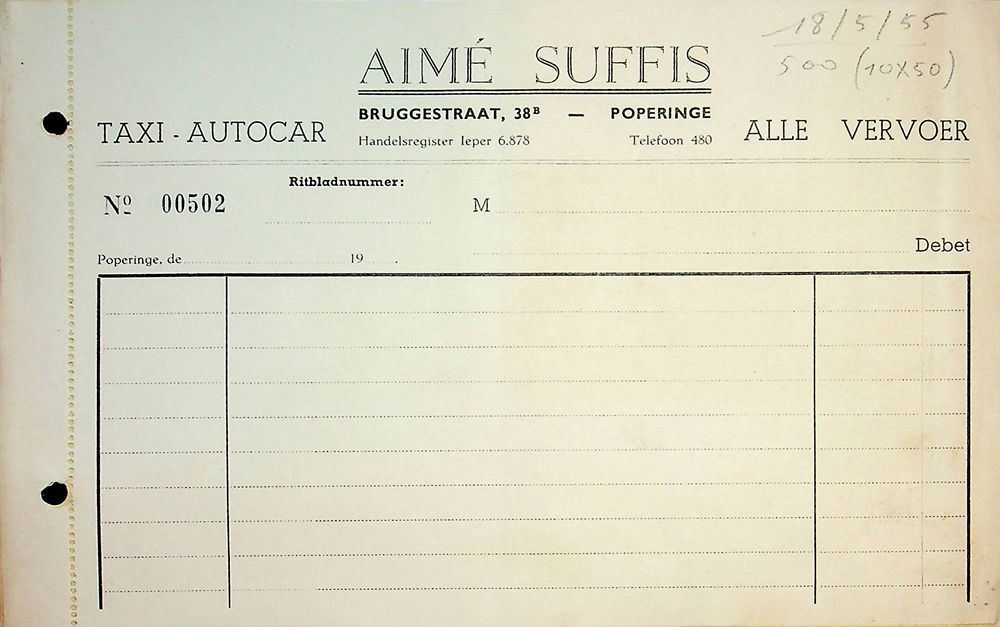 18/5/55
500 (10x50)
AIMÉ SUFFIS
TAXI - AUTOCAR
BRUGGESTRAAT, 38ᴮ — POPERINGE
Handelsregister Ieper 6.878 Telefoon 480
ALLE VERVOER
Nº 00502
Ritbladnummer:
M
Poperinge, de 19 .
Debet